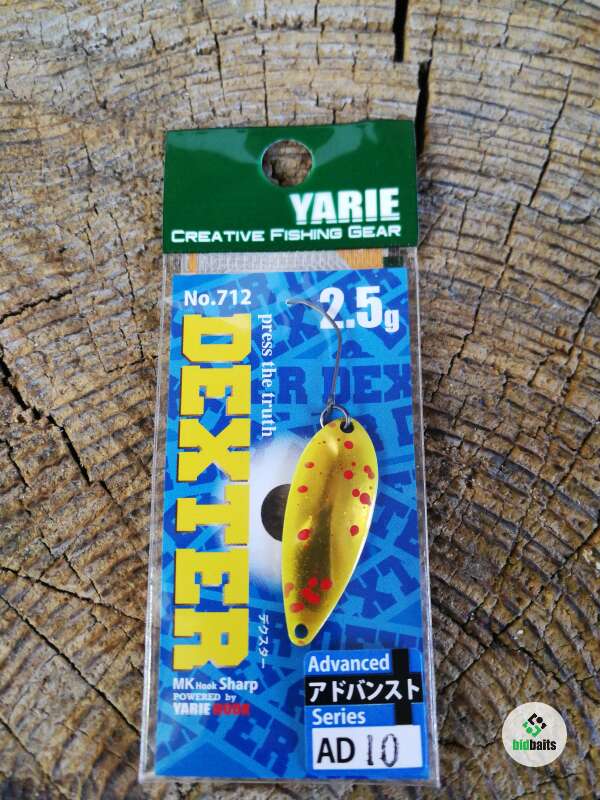 YARIE
CREATIVE FISHING GEAR
No.712
2.5g
DEXTER
press the truth
デクスター
MK Hook Sharp
POWERED by
YARIE HOOK
Advanced
アドバンスト
Series
AD 10
bidbaits